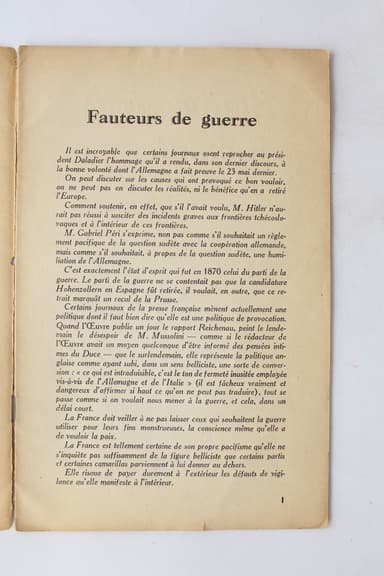 Fauteurs de guerre
Il est incroyable que certains journaux osent reprocher au prési-
dent Daladier l'hommage qu'il a rendu, dans son dernier discours, à
la bonne volonté dont l'Allemagne a fait preuve le 23 mai dernier.
On peut discuter sur les causes qui ont provoqué ce bon vouloir,
on ne peut pas en discuter les réalités, ni le bénéfice qu'en a retiré
l'Europe.
Comment soutenir, en effet, que s'il l'avait voulu, M. Hitler n'au-
rait pas réussi à susciter des incidents graves aux frontières tchécoslo-
vaques et à l'intérieur de ces frontières.
M. Gabriel Péri s'exprime, non pas comme s'il souhaitait un règle-
ment pacifique de la question sudète avec la coopération allemande,
mais comme s'il souhaitait, à propos de la question sudète, une humi-
liation de l'Allemagne.
C'est exactement l'état d'esprit qui fut en 1870 celui du parti de la
guerre. Le parti de la guerre ne se contentait pas que la candidature
Hohenzollern en Espagne fût retirée, il voulait, en outre, que ce re-
trait marquât un recul de la Prusse.
Certains journaux de la presse française mènent actuellement une
politique dont il faut bien dire qu'elle est une politique de provocation.
Quand l'Œuvre publie un jour le rapport Reichenau, peint le lende-
main le désespoir de M. Mussolini — comme si le rédacteur de
l'Œuvre avait un moyen quelconque d'être informé des pensées inti-
mes du Duce — que le surlendemain, elle représente la politique an-
glaise comme ayant subi, dans un sens belliciste, une sorte de conver-
sion : « ce qui est intraduisible, c'est le ton de fermeté inusitée employée
vis-à-vis de l'Allemagne et de l'Italie » (il est fâcheux vraiment et
dangereux d'affirmer si haut ce qu'on ne peut pas traduire), tout se
passe comme si on voulait nous mener à la guerre, et cela, dans un
délai court.
La France doit veiller à ne pas laisser ceux qui souhaitent la guerre
utiliser pour leurs fins monstrueuses, la conscience même qu'elle a
de vouloir la paix.
La France est tellement certaine de son propre pacifisme qu'elle ne
s'inquiète pas suffisamment de la figure belliciste que certains partis
et certaines camarillas parviennent à lui donner au dehors.
Elle risque de payer durement à l'extérieur les défauts de vigi-
lance qu'elle manifeste à l'intérieur.
1